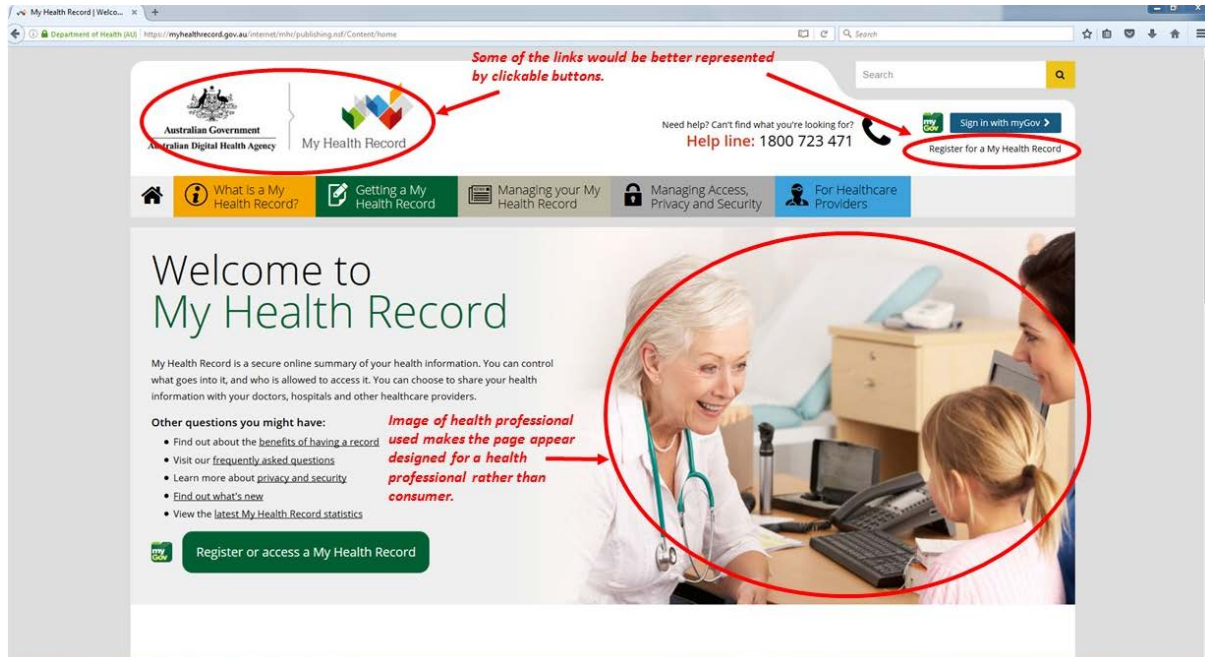 My Health Record | Welco...
Department of Health (AU)
https://myhealthrecord.gov.au/internet/mhr/publishing.nsf/Content/home
Search
Some of the links would be better represented
by clickable buttons.
Search
Australian Government
Australian Digital Health Agency
My Health Record
Need help? Can't find what you're looking for?
Help line: 1800 723 471
my
Gov
Sign in with myGov
Register for a My Health Record
What is a My
Health Record?
Getting a My
Health Record
Managing your My
Health Record
Managing Access,
Privacy and Security
For Healthcare
Providers
Welcome to
My Health Record
My Health Record is a secure online summary of your health information. You can control
what goes into it, and who is allowed to access it. You can choose to share your health
information with your doctors, hospitals and other healthcare providers.
Other questions you might have:
Find out about the benefits of having a record
Visit our frequently asked questions
Learn more about privacy and security
Find out what's new
View the latest My Health Record statistics
Image of health professional
used makes the page appear
designed for a health
professional rather than
consumer.
my
Gov
Register or access a My Health Record